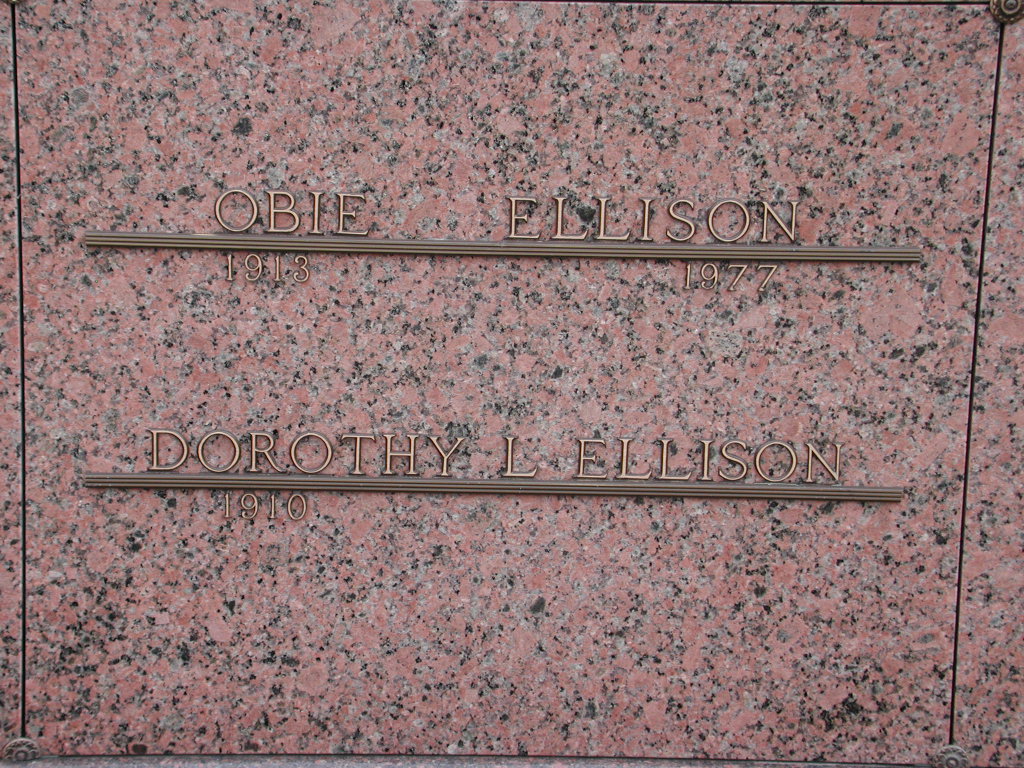 OBIE ELLISON
1913 1977
DOROTHY L ELLISON
1910